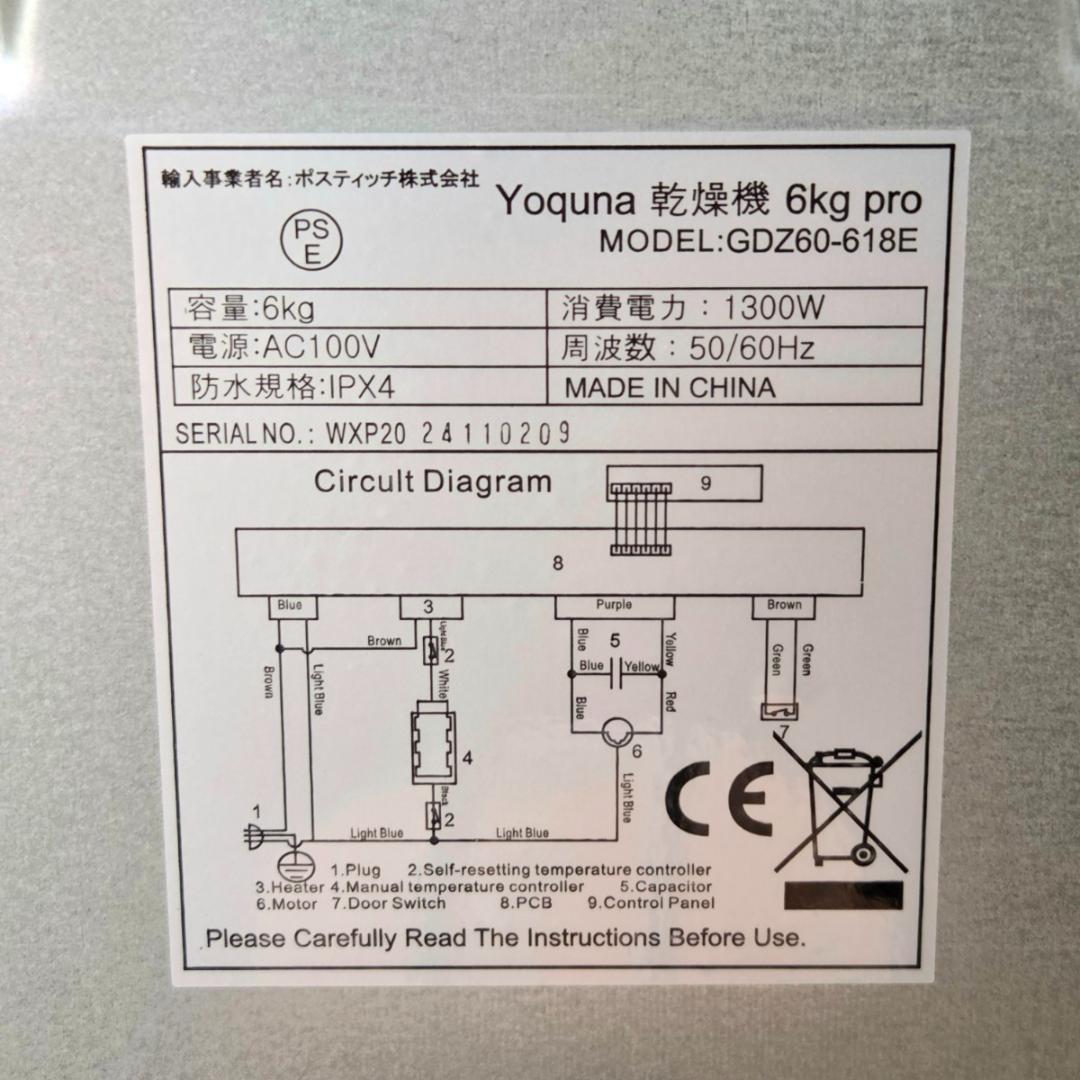 輸入事業者名:ポスティッチ株式会社
PS
E
Yoquna 乾燥機 6kg pro
MODEL:GDZ60-618E
容量:6kg
消費電力：1300W
電源:AC100V
周波数：50/60Hz
防水規格:IPX4
MADE IN CHINA
SERIAL NO.: WXP20 24110209
Circult Diagram
9
8
Blue
3
Purple
Brown
Brown
Light Blue
2
Blue
5
Yellow
Brown
Light Blue
White
Blue
Yellow
Green
Green
Blue
Red
7
4
6
Black
2
Light Blue
1
Light Blue
Light Blue
CE
1.Plug 2.Self-resetting temperature controller
3.Heater 4.Manual temperature controller 5.Capacitor
6.Motor 7.Door Switch 8.PCB 9.Control Panel
Please Carefully Read The Instructions Before Use.